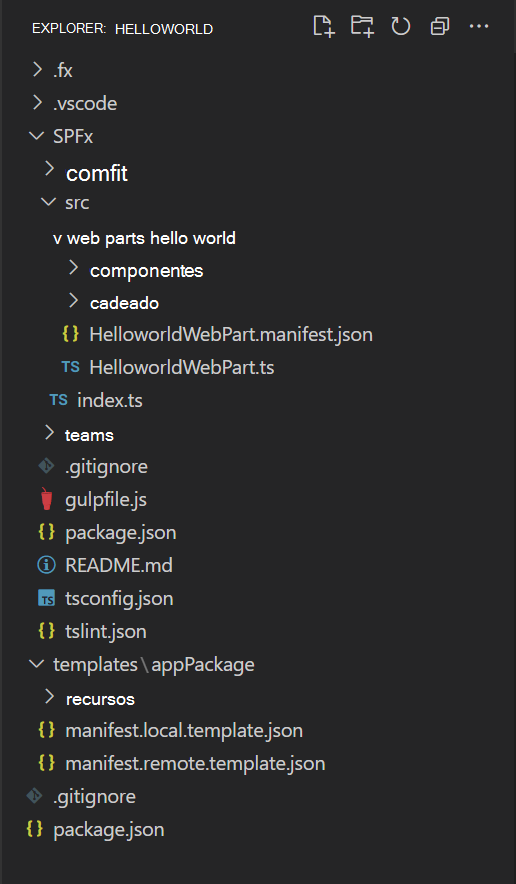 EXPLORER: HELLOWORLD
.fx
.vscode
SPFx
comfit
src
v web parts hello world
componentes
cadeado
{} HelloworldWebPart.manifest.json
TS HelloworldWebPart.ts
TS index.ts
teams
.gitignore
gulpfile.js
{} package.json
README.md
TS tsconfig.json
{} tslint.json
templates\appPackage
recursos
{} manifest.local.template.json
{} manifest.remote.template.json
.gitignore
{} package.json